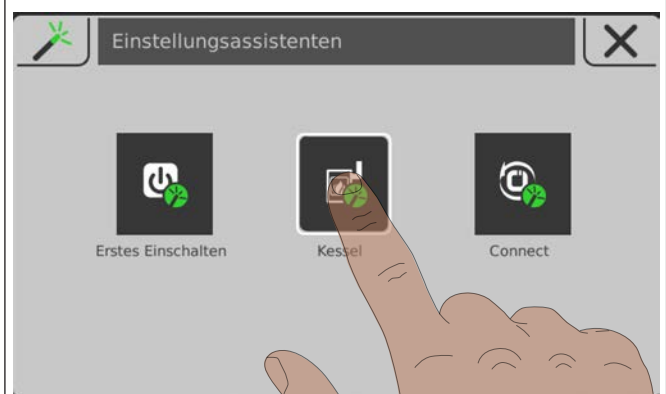 Einstellungsassistenten
Erstes Einschalten
Kessel
Connect